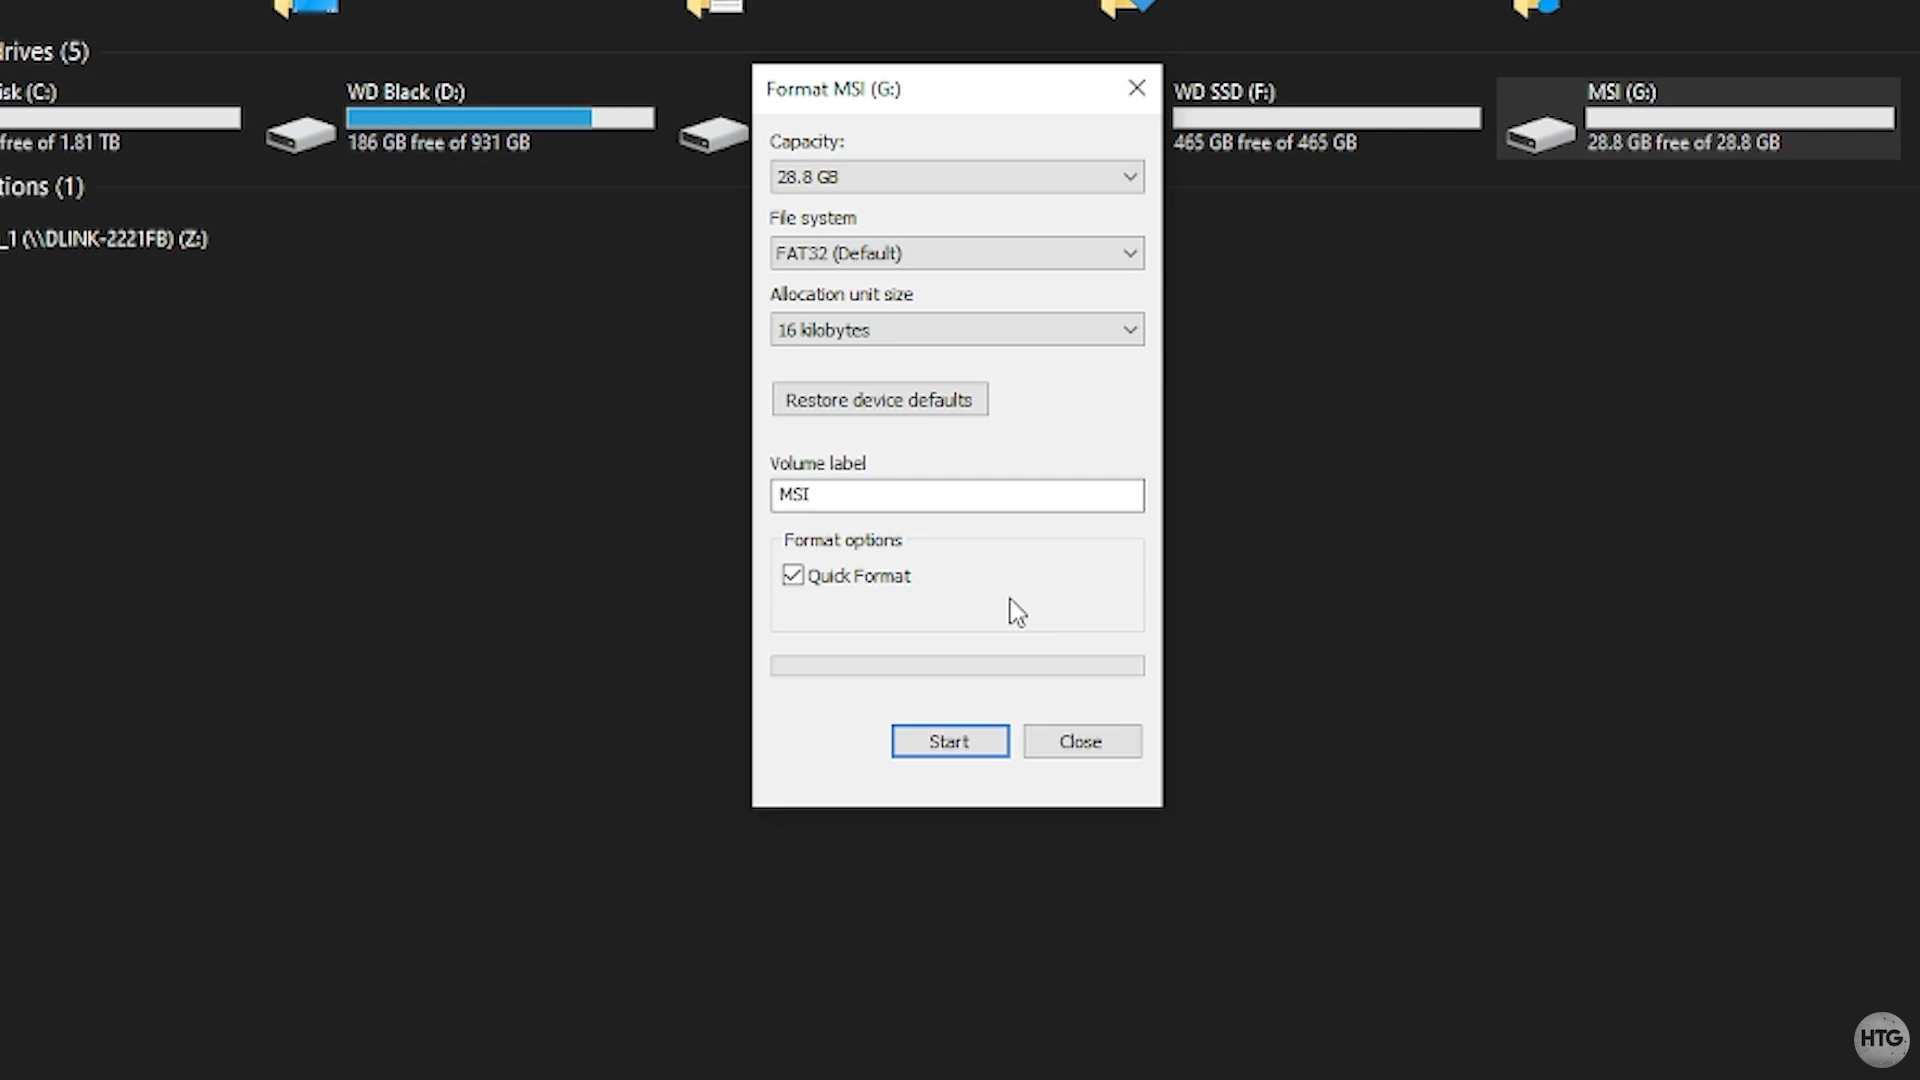 rives (5)
isk (C:)
free of 1.81 TB
WD Black (D:)
186 GB free of 931 GB
WD SSD (F:)
465 GB free of 465 GB
MSI (G:)
28.8 GB free of 28.8 GB
tions (1)
_1 (\\DLINK-2221FB) (Z:)
Format MSI (G:)
Capacity:
28.8 GB
File system
FAT32 (Default)
Allocation unit size
16 kilobytes
Restore device defaults
Volume label
MSI
Format options
Quick Format
Start
Close
HTG